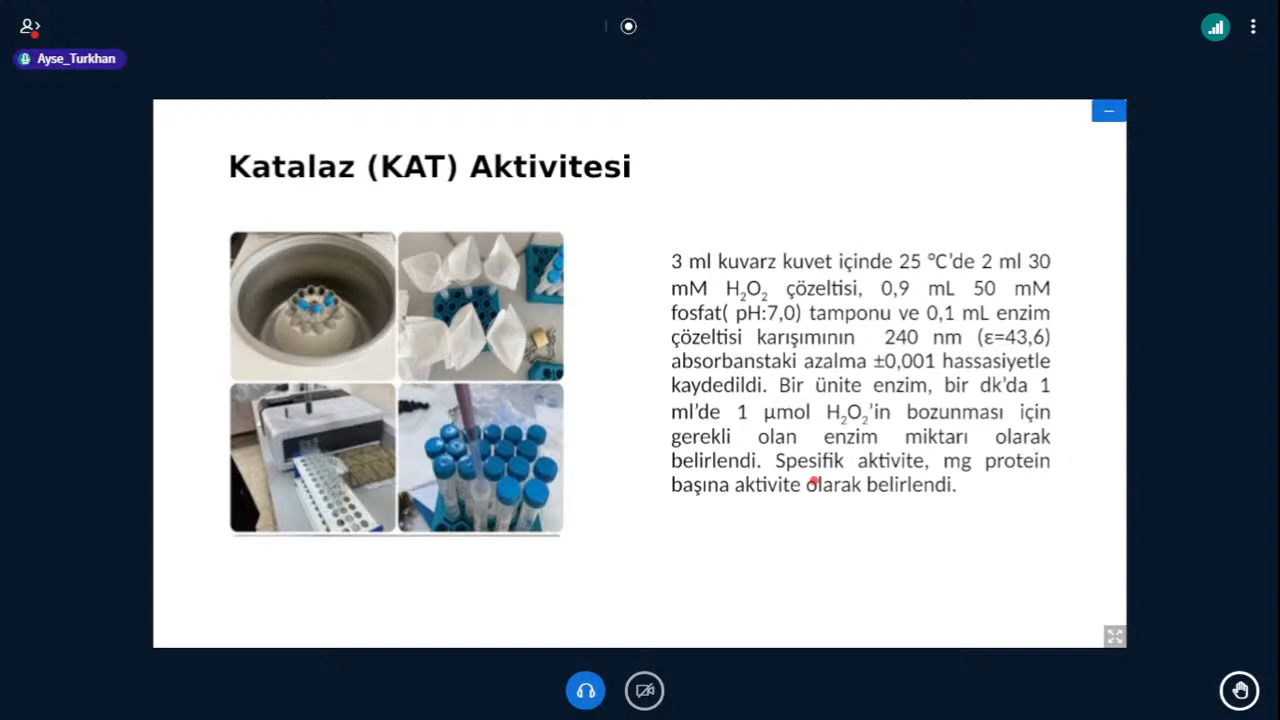 Ayse_Turkhan
Katalaz (KAT) Aktivitesi
3 ml kuvarz kuvet içinde 25 °C'de 2 ml 30
mM H₂O₂ çözeltisi, 0,9 mL 50 mM
fosfat( pH:7,0) tamponu ve 0,1 mL enzim
çözeltisi karışımının 240 nm (ε=43,6)
absorbanstaki azalma ±0,001 hassasiyetle
kaydedildi. Bir ünite enzim, bir dk'da 1
ml'de 1 µmol H₂O₂'in bozunması için
gerekli olan enzim miktarı olarak
belirlendi. Spesifik aktivite, mg protein
başına aktivite olarak belirlendi.